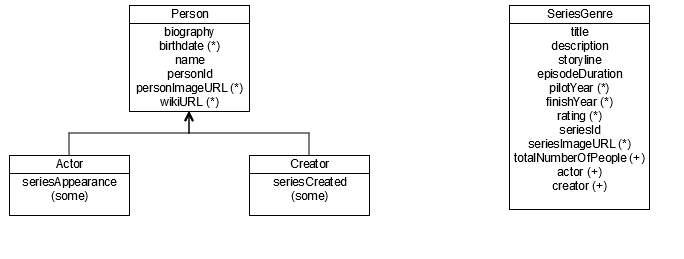 Person
biography
birthdate (*)
name
personId
personImageURL (*)
wikiURL (*)
Actor
seriesAppearance
(some)
Creator
seriesCreated
(some)
SeriesGenre
title
description
storyline
episodeDuration
pilotYear (*)
finishYear (*)
rating (*)
seriesId
seriesImageURL (*)
totalNumberOfPeople (+)
actor (+)
creator (+)